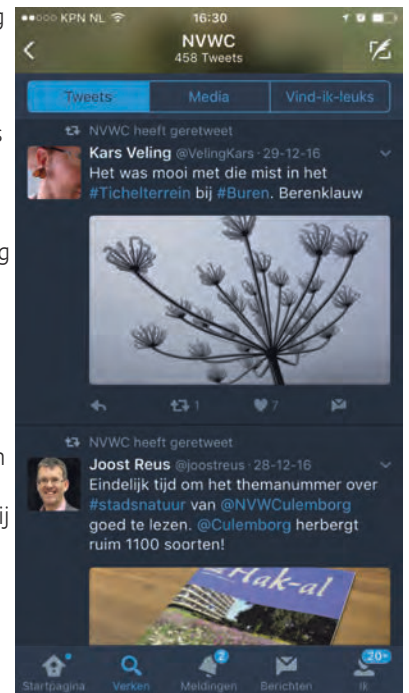 g
KPN NL 16:30
NVWC
458 Tweets
Tweets Media Vind-ik-leuks
s
NVWC heeft geretweet
Kars Veling @VelingKars · 29-12-16
Het was mooi met die mist in het
#Tichelterrein bij #Buren. Berenklauw
g
1 7
n
NVWC heeft geretweet
Joost Reus @joostreus · 28-12-16
Eindelijk tijd om het themanummer over
#stadsnatuur van @NVWCulemborg
ij
goed te lezen. @Culemborg herbergt
ruim 1100 soorten!
Hak-al
2 20+
Startpagina Verken Meldingen Berichten Ik